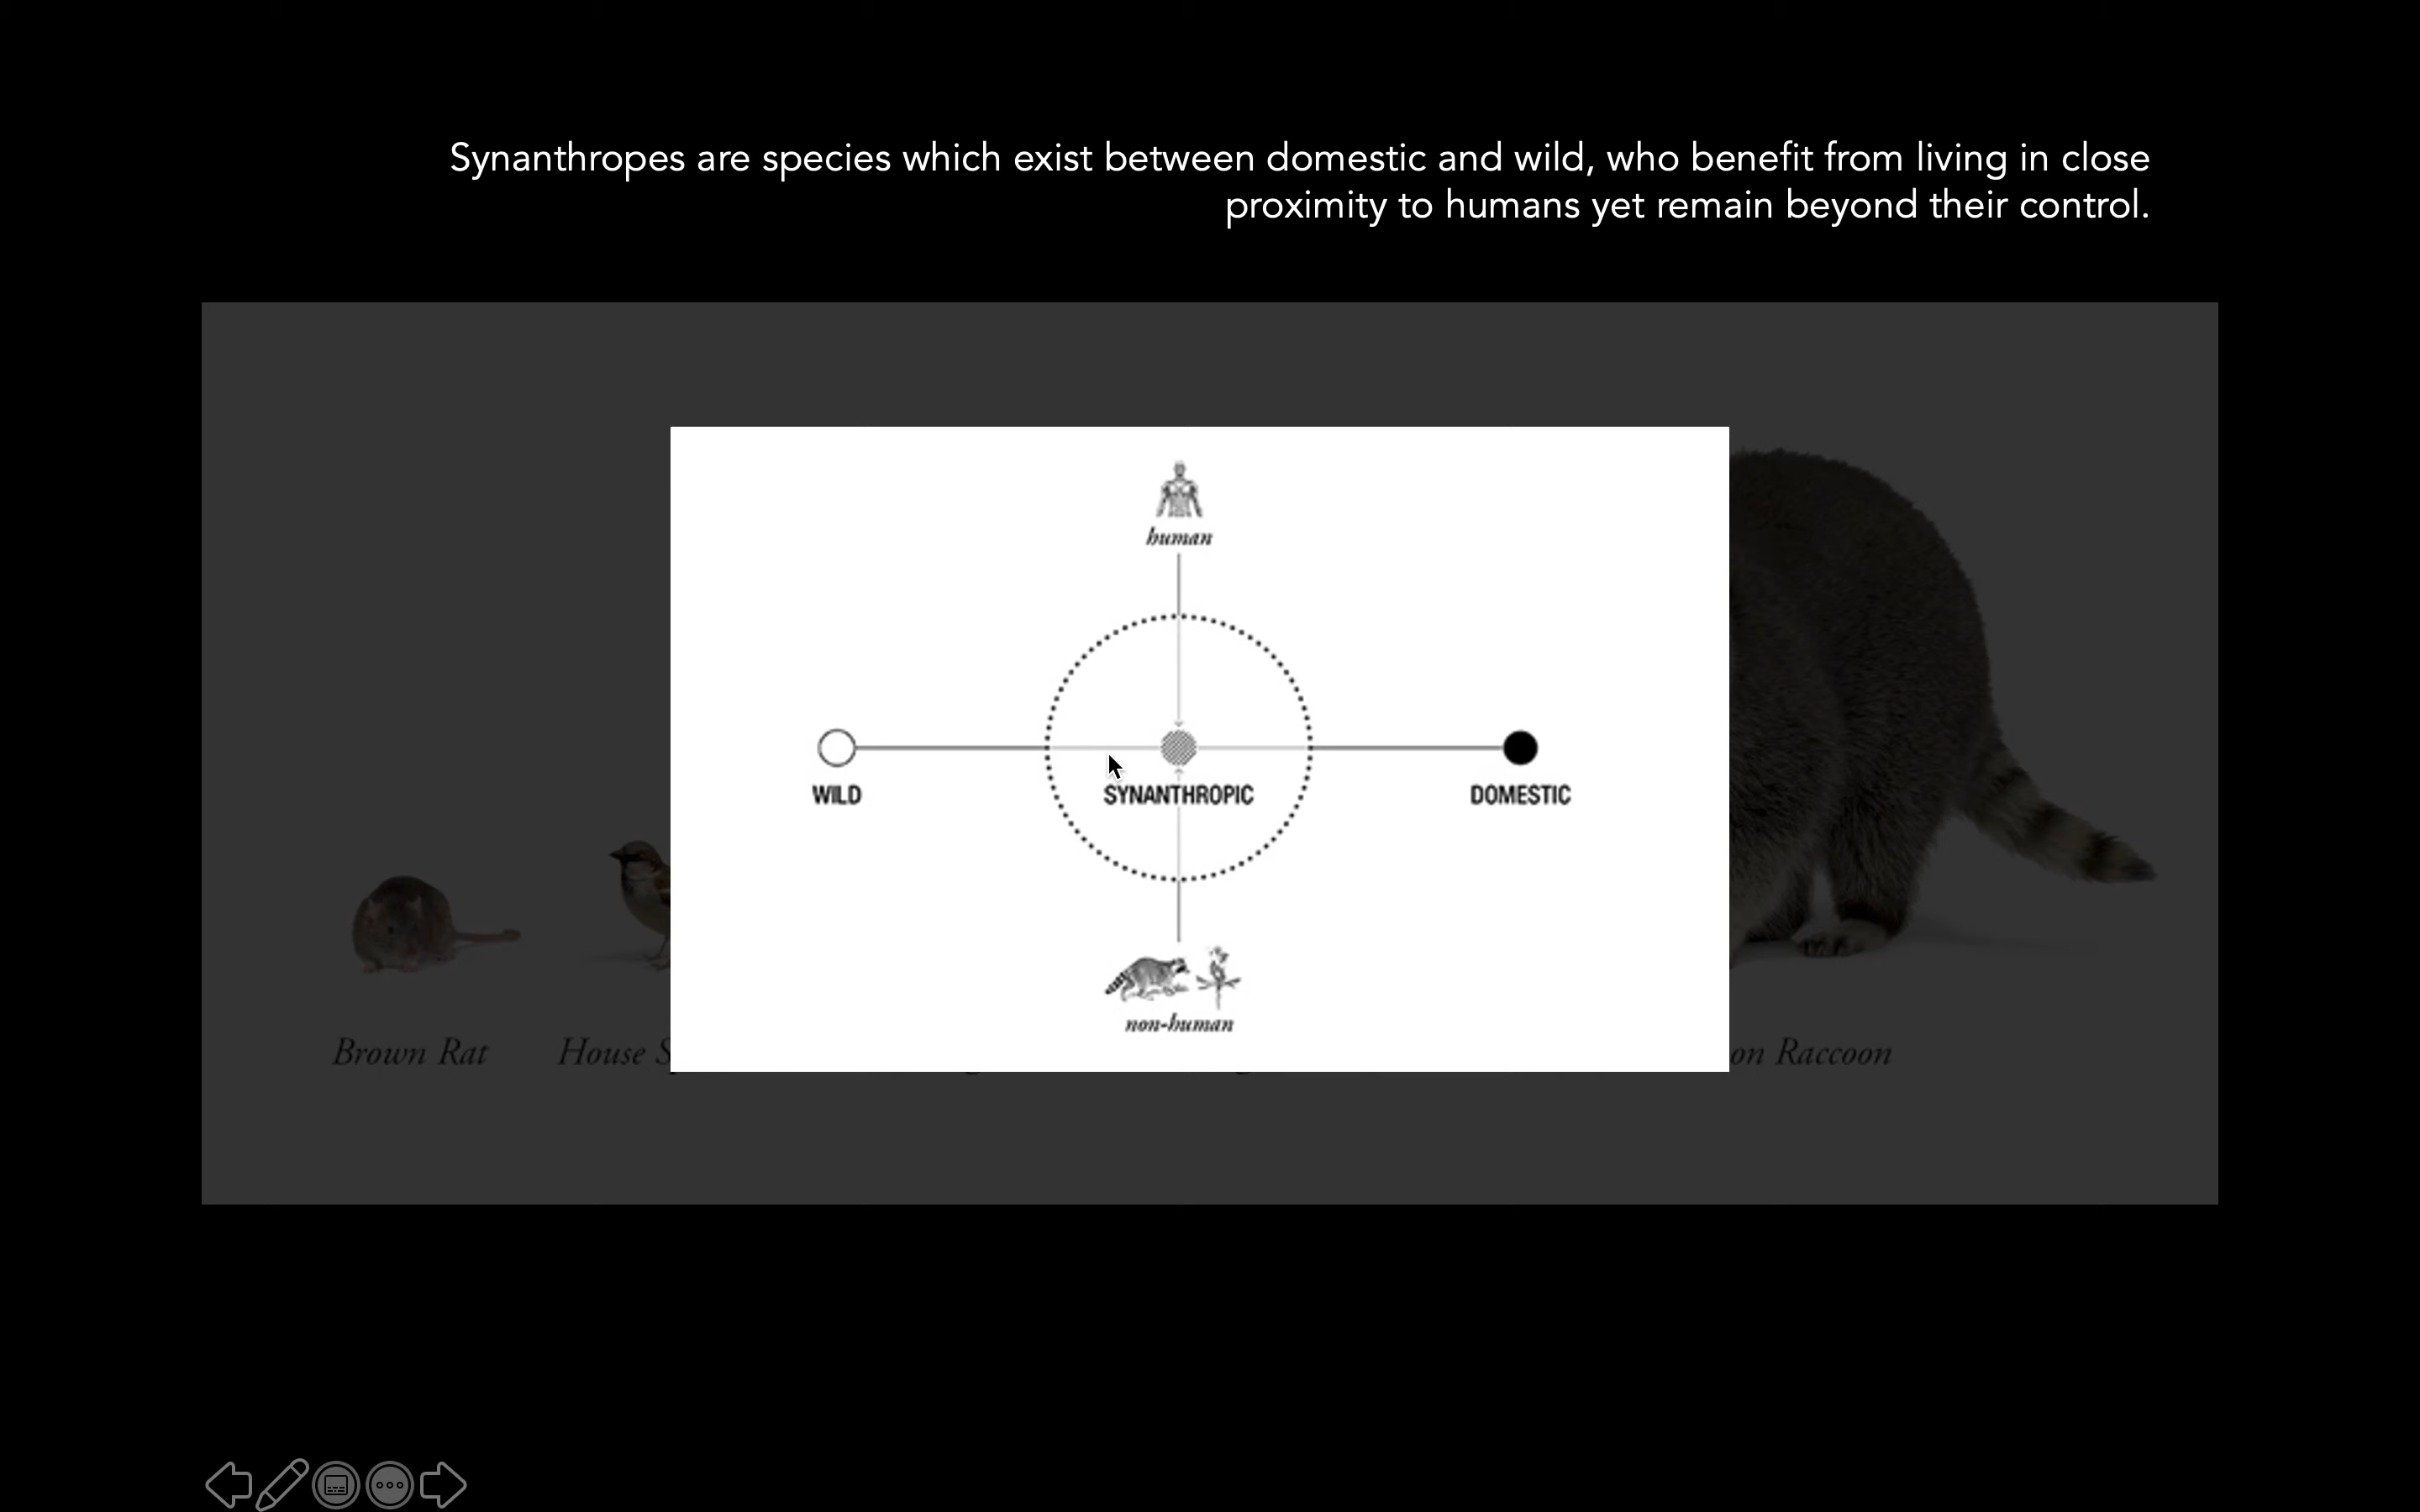 Synanthropes are species which exist between domestic and wild, who benefit from living in close
proximity to humans yet remain beyond their control.
human
WILD
SYNANTHROPIC
DOMESTIC
non-human
Brown Rat
House
Raccoon